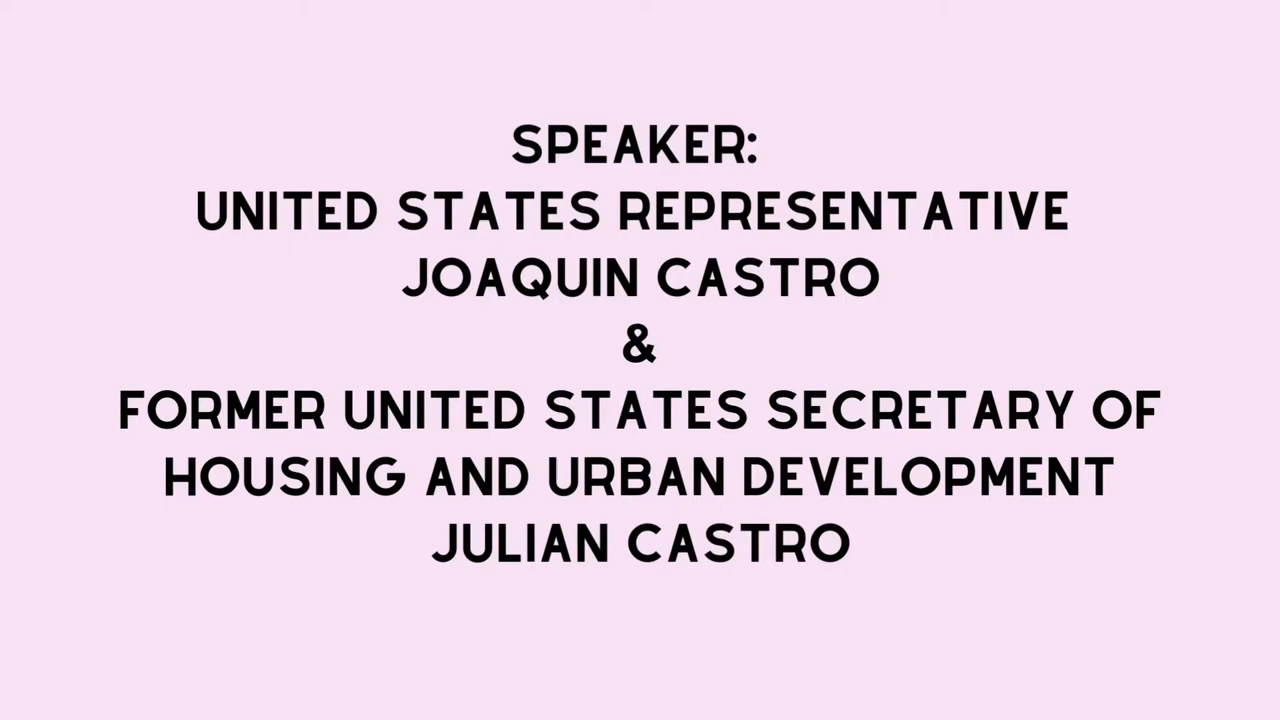 SPEAKER:
UNITED STATES REPRESENTATIVE
JOAQUIN CASTRO
&
FORMER UNITED STATES SECRETARY OF
HOUSING AND URBAN DEVELOPMENT
JULIAN CASTRO